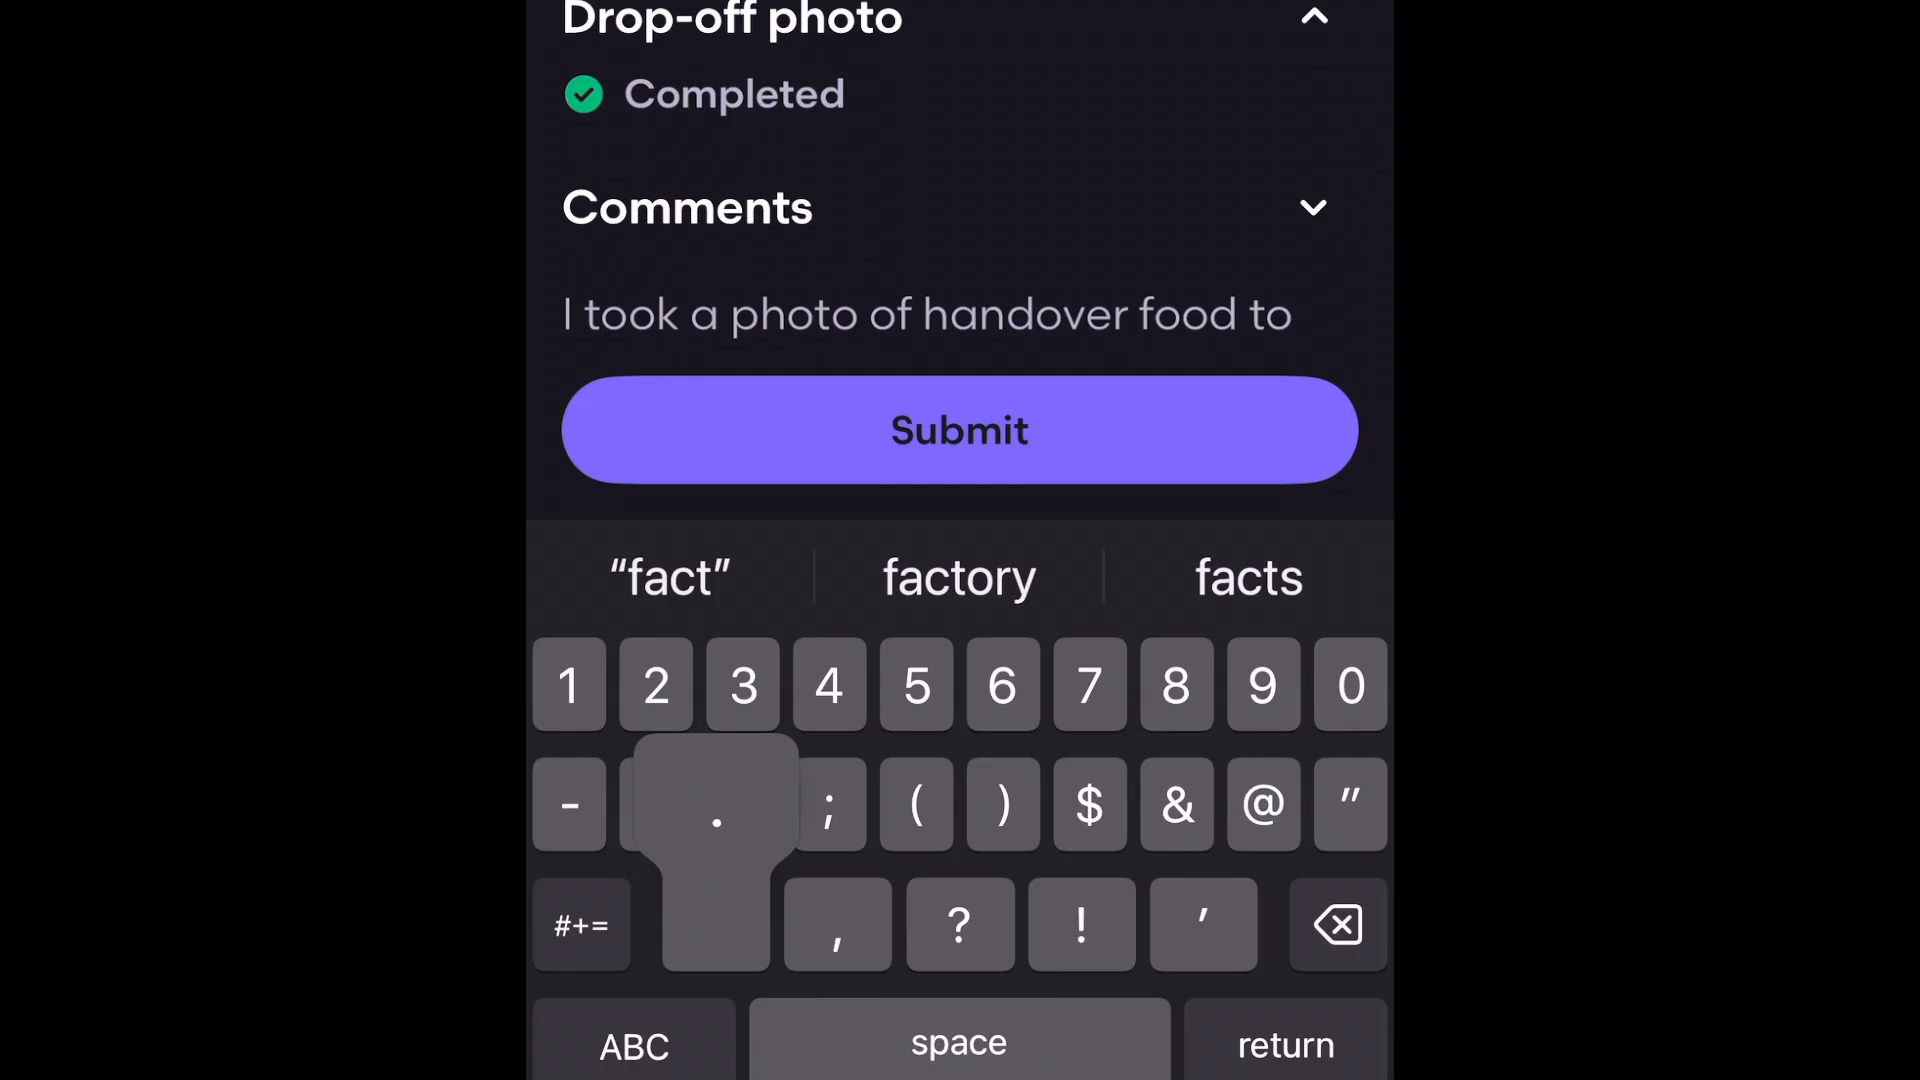 Drop-off photo
Completed
Comments
I took a photo of handover food to
Submit
“fact” factory facts
1 2 3 4 5 6 7 8 9 0
- . ; ( ) $ & @ "
#+= , ? ! ’
ABC space return